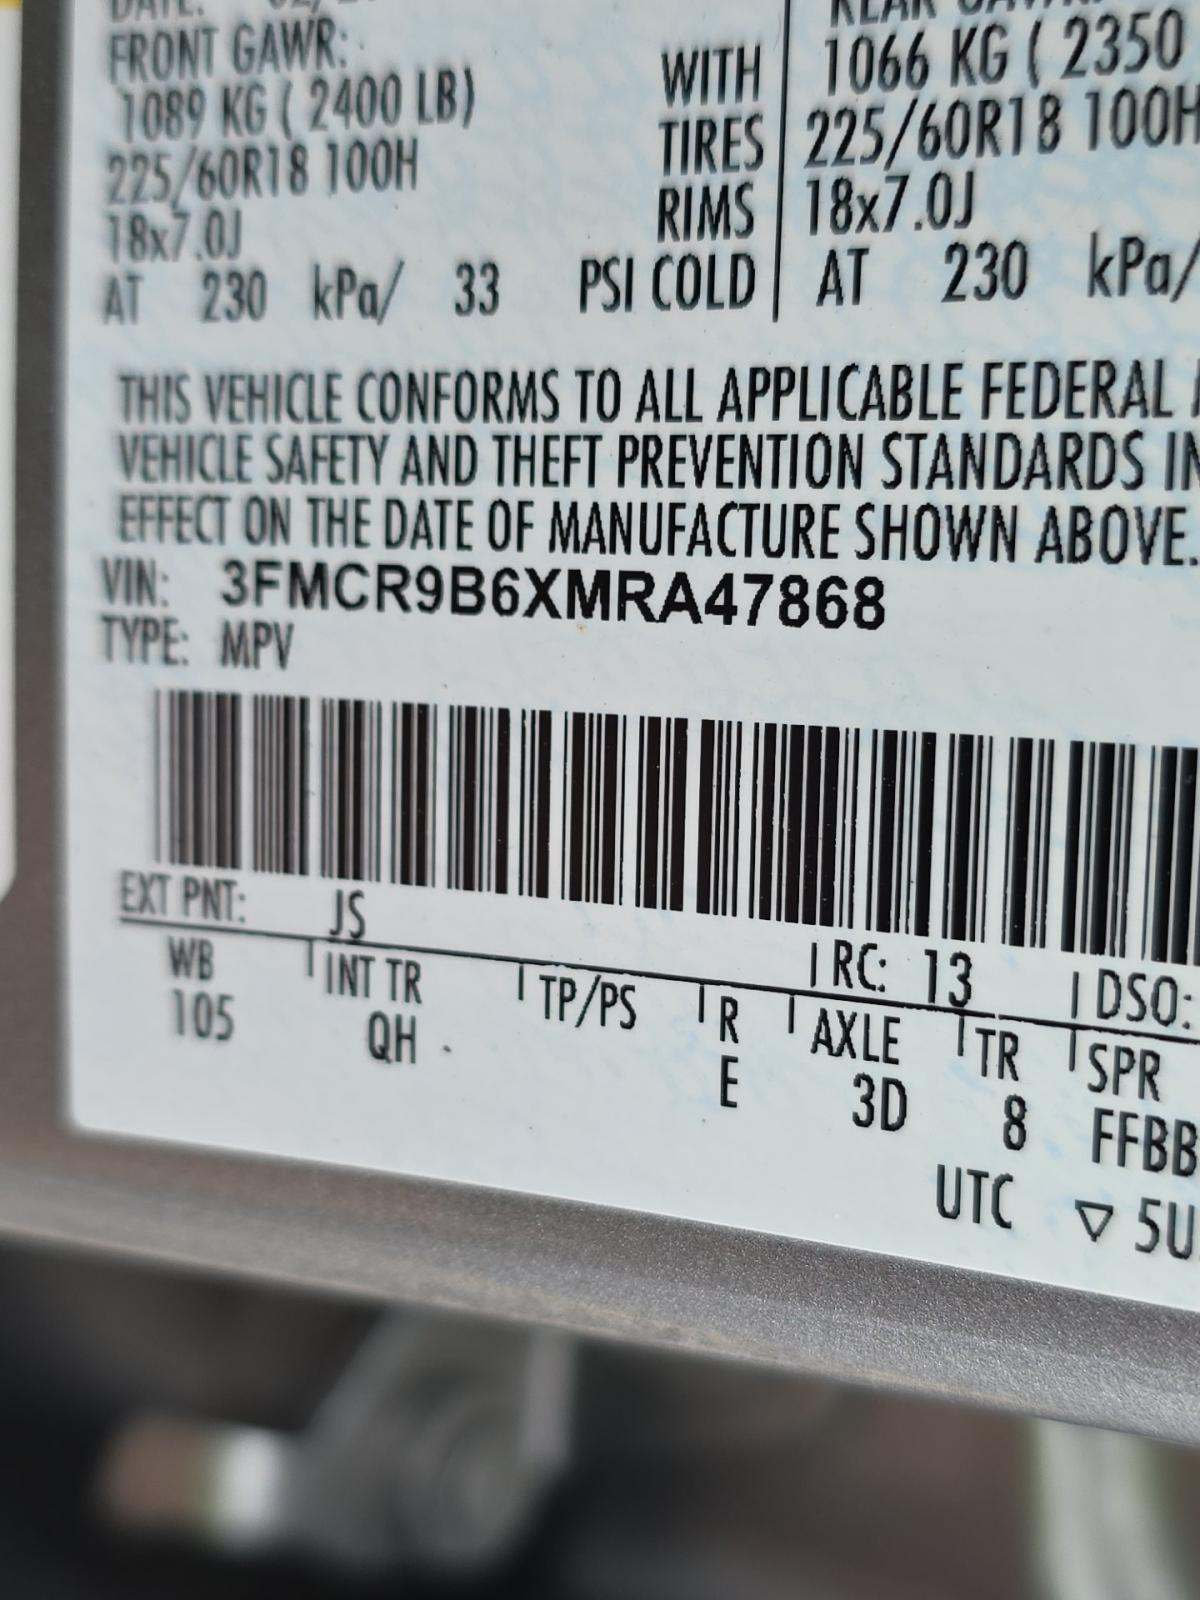 DATE:
FRONT GAWR:
1089 KG ( 2400 LB)
225/60R18 100H
18x7.0J
AT 230 kPa/ 33 PSI COLD
WITH
TIRES
RIMS
REAR
1066 KG ( 2350
225/60R18 100H
18x7.0J
AT 230 kPa/
THIS VEHICLE CONFORMS TO ALL APPLICABLE FEDERAL
VEHICLE SAFETY AND THEFT PREVENTION STANDARDS IN
EFFECT ON THE DATE OF MANUFACTURE SHOWN ABOVE.
VIN: 3FMCR9B6XMRA47868
TYPE: MPV
EXT PNT: JS RC: 13 DSO:
WB INT TR TP/PS R AXLE TR SPR
105 QH E 3D 8 FFBB
UTC ▽ 5U